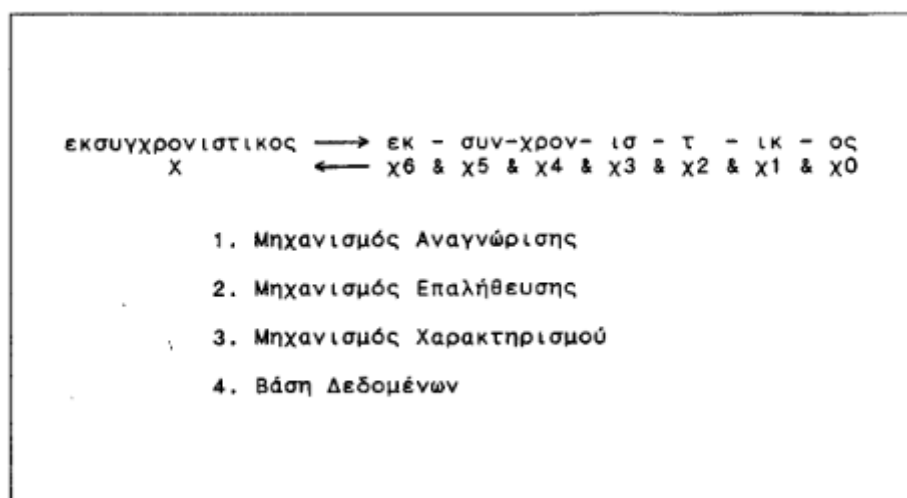 εκσυγχρονιστικος ⟶ εκ - συν-χρον- ισ - τ - ικ - ος
χ ⟵ χ6 & χ5 & χ4 & χ3 & χ2 & χ1 & χ0
1. Μηχανισμός Αναγνώρισης
2. Μηχανισμός Επαλήθευσης
3. Μηχανισμός Χαρακτηρισμού
4. Βάση Δεδομένων